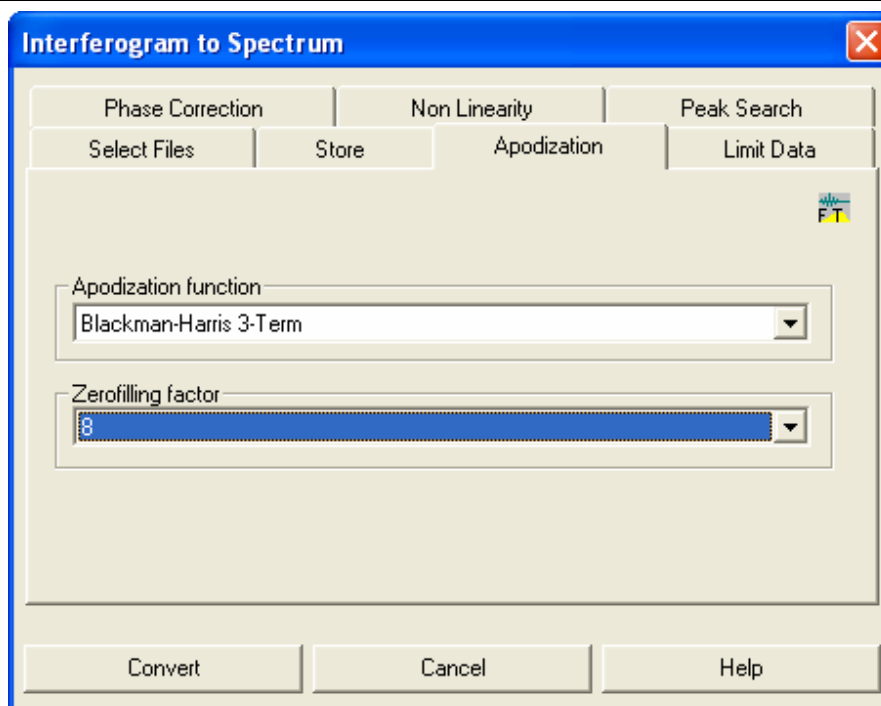 Interferogram to Spectrum
Phase Correction Non Linearity Peak Search
Select Files Store Apodization Limit Data
F T
Apodization function
Blackman-Harris 3-Term
Zerofilling factor
8
Convert Cancel Help